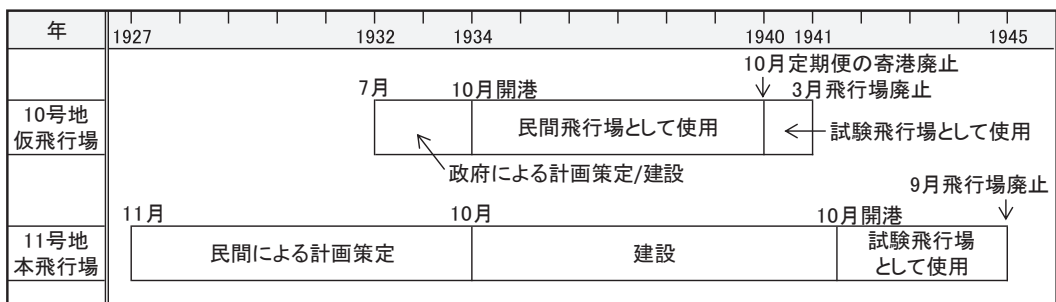 年
1927
1932
1934
1940
1941
1945
10月定期便の寄港廃止
7月
10月開港
3月飛行場廃止
10号地
仮飛行場
民間飛行場として使用
試験飛行場として使用
政府による計画策定/建設
9月飛行場廃止
11月
10月
10月開港
11号地
本飛行場
民間による計画策定
建設
試験飛行場
として使用